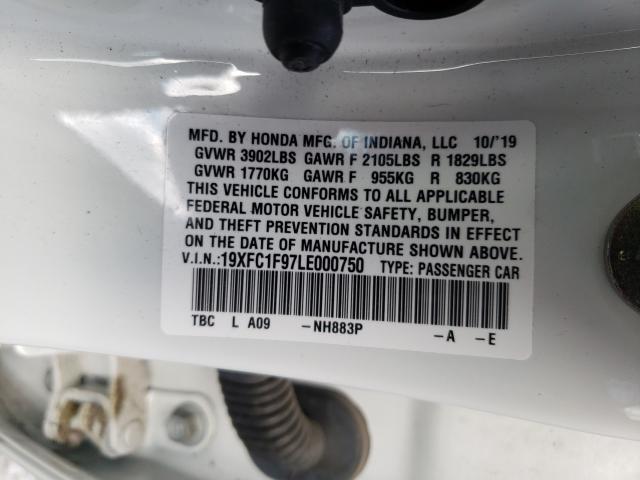 MFD. BY HONDA MFG. OF INDIANA, LLC 10/'19
GVWR 3902LBS GAWR F 2105LBS R 1829LBS
GVWR 1770KG GAWR F 955KG R 830KG
THIS VEHICLE CONFORMS TO ALL APPLICABLE
FEDERAL MOTOR VEHICLE SAFETY, BUMPER,
AND THEFT PREVENTION STANDARDS IN EFFECT
ON THE DATE OF MANUFACTURE SHOWN ABOVE.
V.I.N.:19XFC1F97LE000750 TYPE: PASSENGER CAR
TBC L A09 -NH883P -A -E